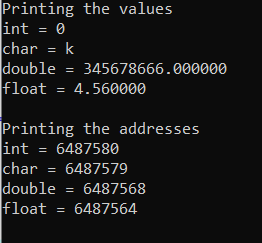 Printing the values
int = 0
char = k
double = 345678666.000000
float = 4.560000
Printing the addresses
int = 6487580
char = 6487579
double = 6487568
float = 6487564